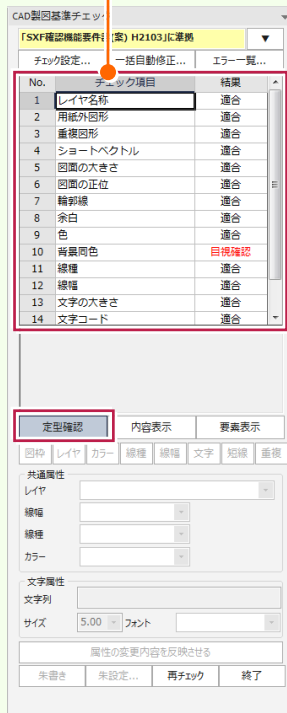 CAD製図基準チェック
「SXF確認機能要件書(案) H2103」に準拠 ▼
チェック設定... 一括自動修正... エラー一覧...
No. チェック項目 結果
1 レイヤ名称 適合
2 用紙外図形 適合
3 重複図形 適合
4 ショートベクトル 適合
5 図面の大きさ 適合
6 図面の正位 適合
7 輪郭線 適合
8 余白 適合
9 色 適合
10 背景同色 目視確認
11 線種 適合
12 線幅 適合
13 文字の大きさ 適合
14 文字コード 適合
定型確認 内容表示 要素表示
図枠 レイヤ カラー 線種 線幅 文字 短線 重複
共通属性
レイヤ
線幅
線種
カラー
文字属性
文字列
サイズ 5.00 フォント
属性の変更内容を反映させる
朱書き 朱設定... 再チェック 終了